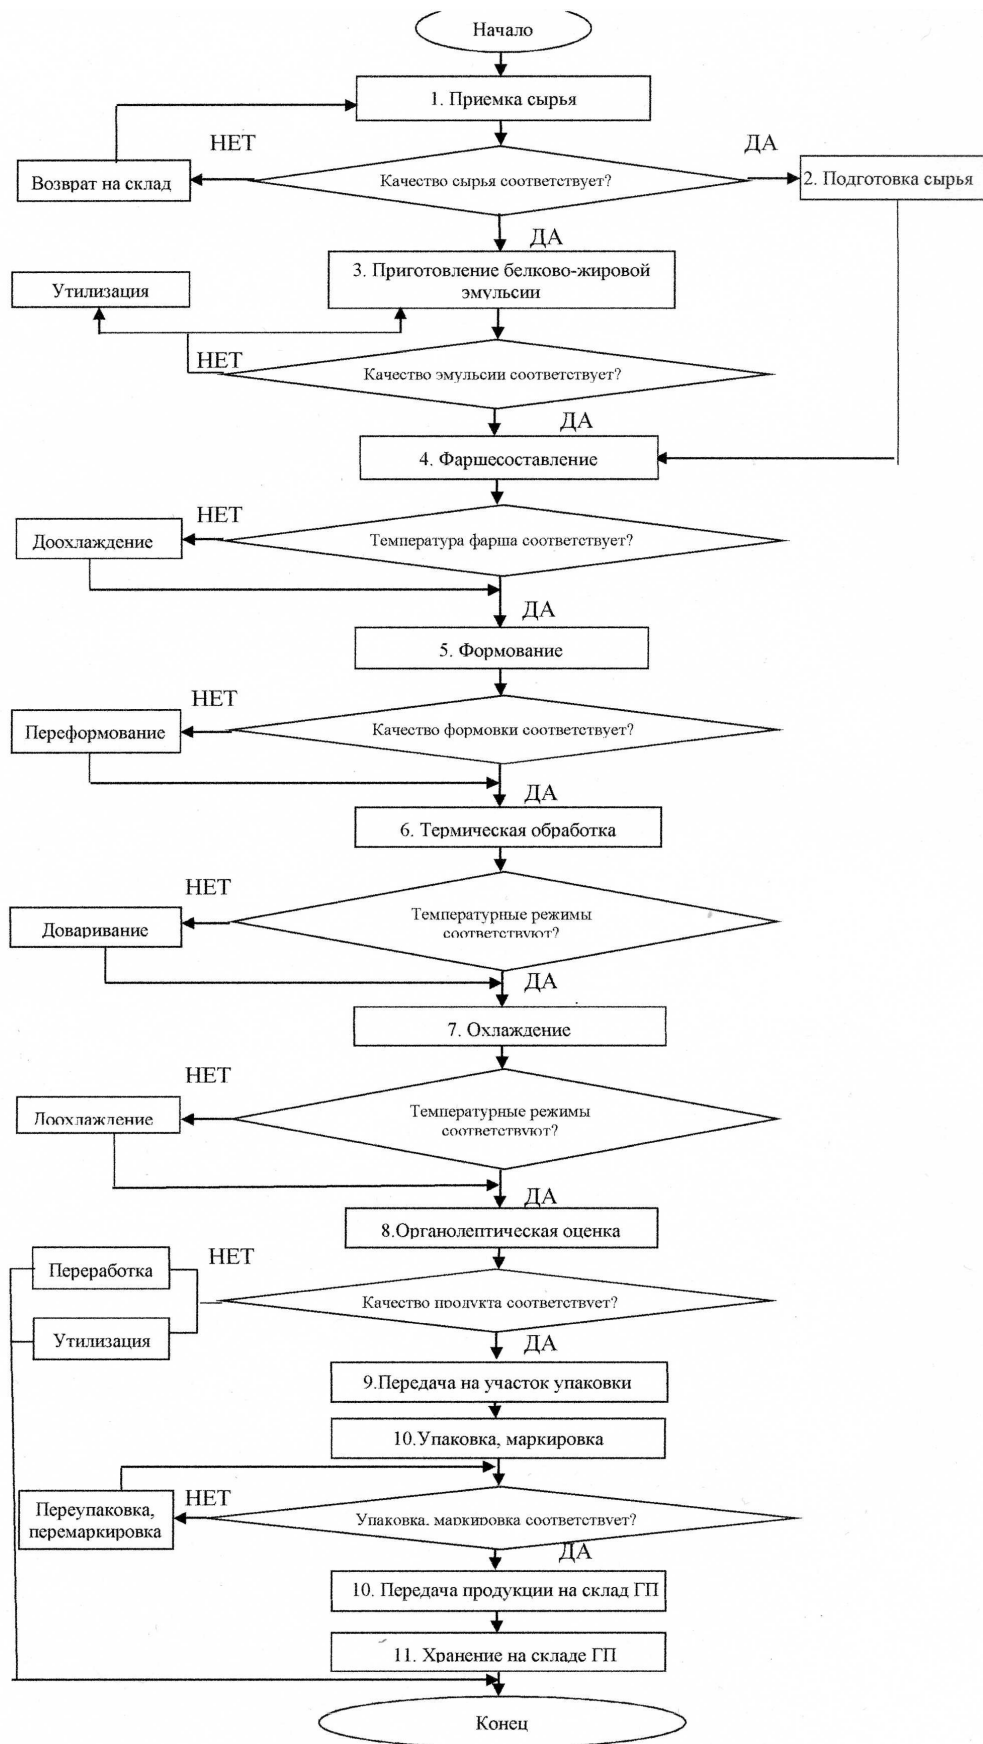 Начало
1. Приемка сырья
НЕТ
ДА
Возврат на склад
Качество сырья соответствует?
2. Подготовка сырья
ДА
3. Приготовление белково-жировой
эмульсии
Утилизация
НЕТ
Качество эмульсии соответствует?
ДА
4. Фаршесоставление
НЕТ
Доохлаждение
Температура фарша соответствует?
ДА
5. Формование
НЕТ
Переформование
Качество формовки соответствует?
ДА
6. Термическая обработка
НЕТ
Доваривание
Температурные режимы
соответствуют?
ДА
7. Охлаждение
НЕТ
Доохлаждение
Температурные режимы
соответствуют?
ДА
8.Органолептическая оценка
НЕТ
Переработка
Качество продукта соответствует?
Утилизация
ДА
9.Передача на участок упаковки
10.Упаковка, маркировка
НЕТ
Переупаковка,
перемаркировка
Упаковка, маркировка соответствует?
ДА
10. Передача продукции на склад ГП
11. Хранение на складе ГП
Конец